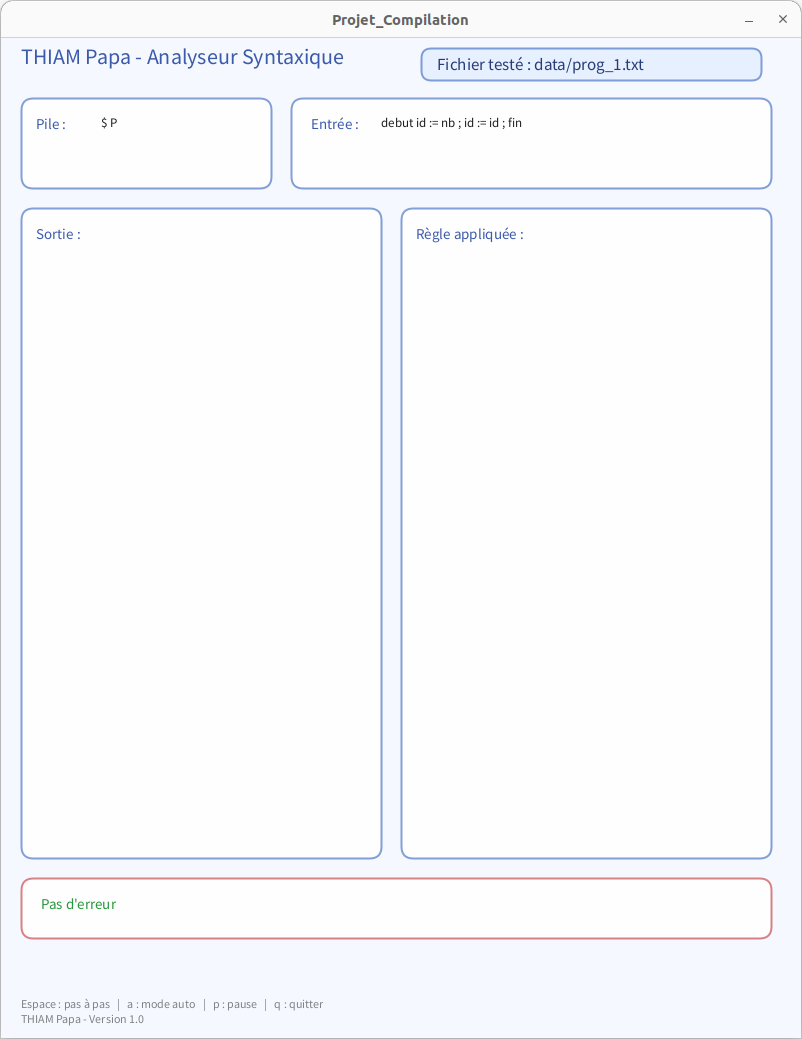 Projet_Compilation
THIAM Papa - Analyseur Syntaxique
Fichier testé : data/prog_1.txt
Pile : $ P
Entrée : debut id := nb ; id := id ; fin
Sortie :
Règle appliquée :
Pas d'erreur
Espace : pas à pas | a : mode auto | p : pause | q : quitter
THIAM Papa - Version 1.0